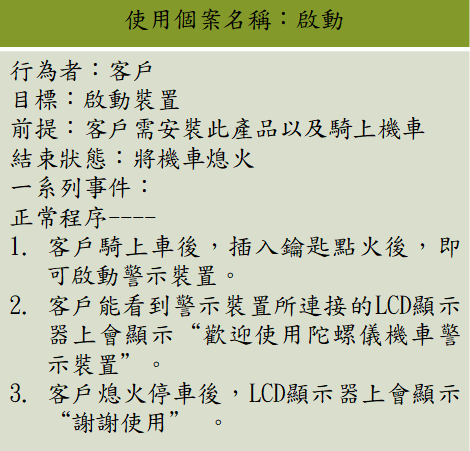 使用個案名稱：啟動
行為者：客戶
目標：啟動裝置
前提：客戶需安裝此產品以及騎上機車
結束狀態：將機車熄火
一系列事件：
正常程序----
1. 客戶騎上車後，插入鑰匙點火後，即
可啟動警示裝置。
2. 客戶能看到警示裝置所連接的LCD顯示
器上會顯示“歡迎使用陀螺儀機車警
示裝置”。
3. 客戶熄火停車後，LCD顯示器上會顯示
“謝謝使用” 。